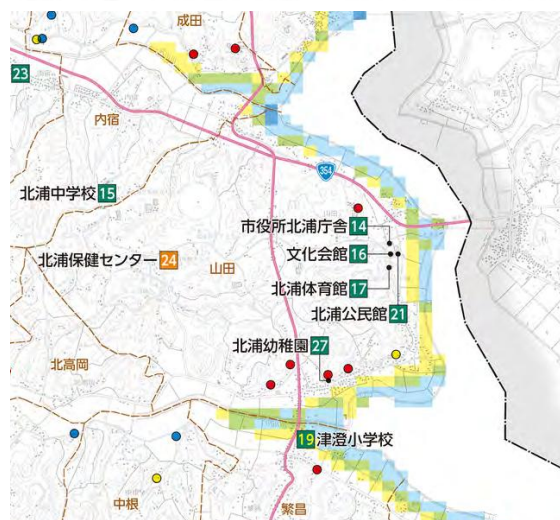 成田
23
内宿
354
北浦中学校 15
市役所北浦庁舎 14
文化会館 16
北浦保健センター 24
山田
北浦体育館 17
北浦公民館 21
北浦幼稚園 27
北高岡
19 津澄小学校
中根
繁昌